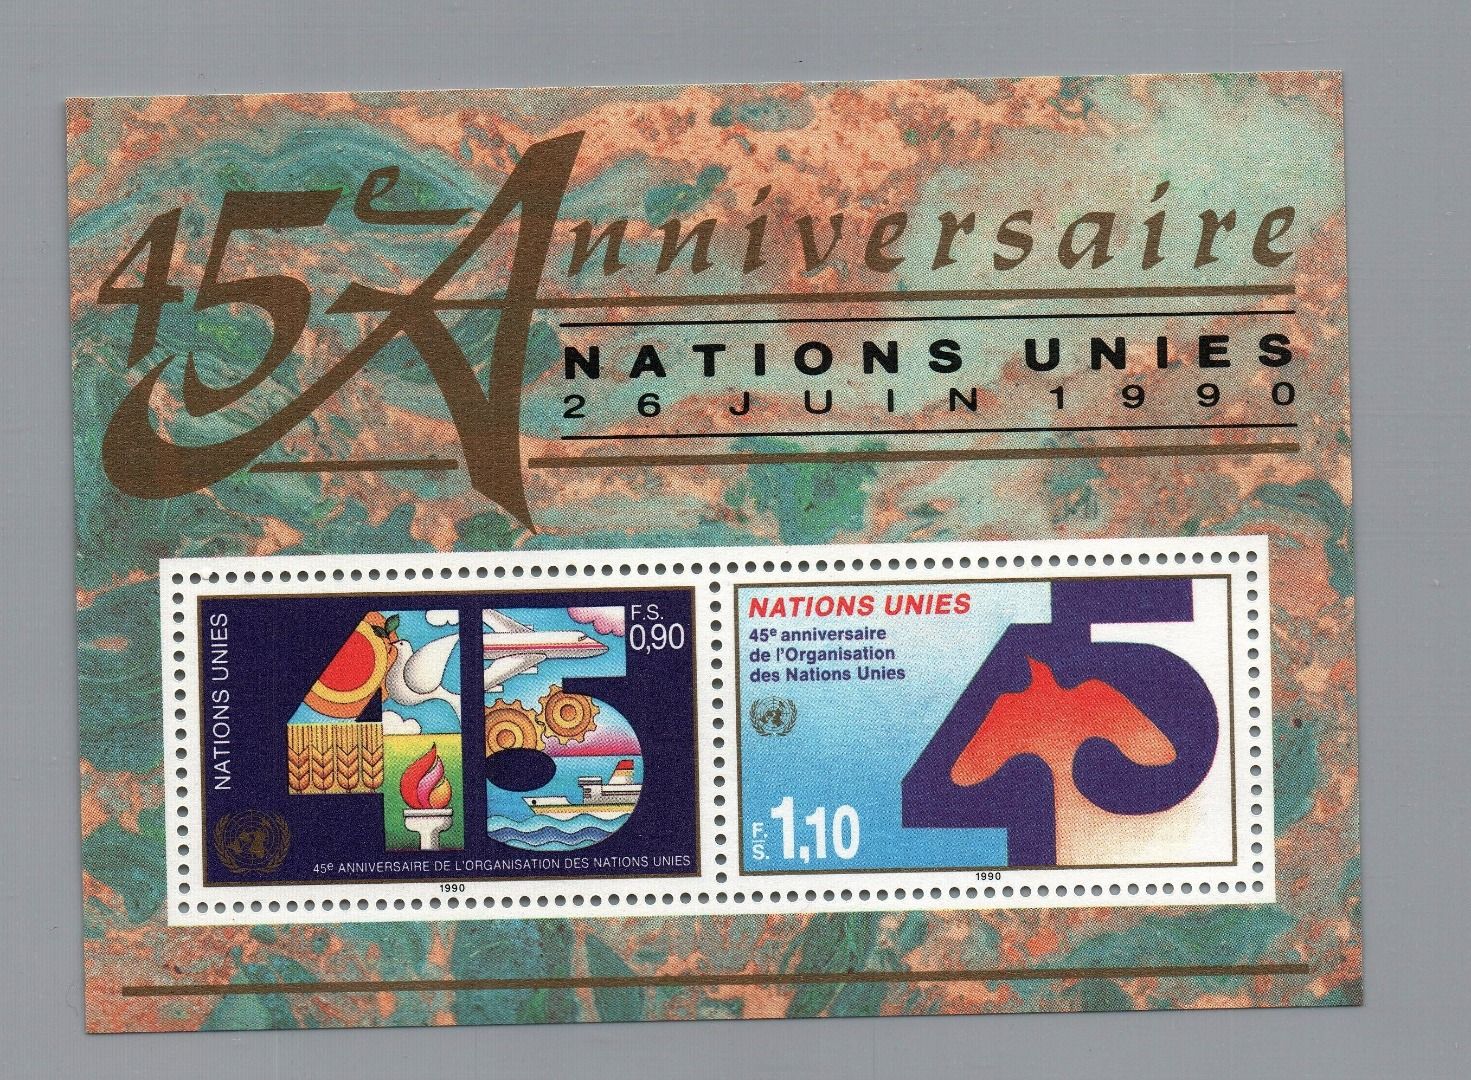 45e Anniversaire
NATIONS UNIES
26 JUIN 1990
NATIONS UNIES
F.S.
0,90
45e ANNIVERSAIRE DE L'ORGANISATION DES NATIONS UNIES
1990
NATIONS UNIES
45e anniversaire
de l'Organisation
des Nations Unies
45
F.S. 1,10
1990